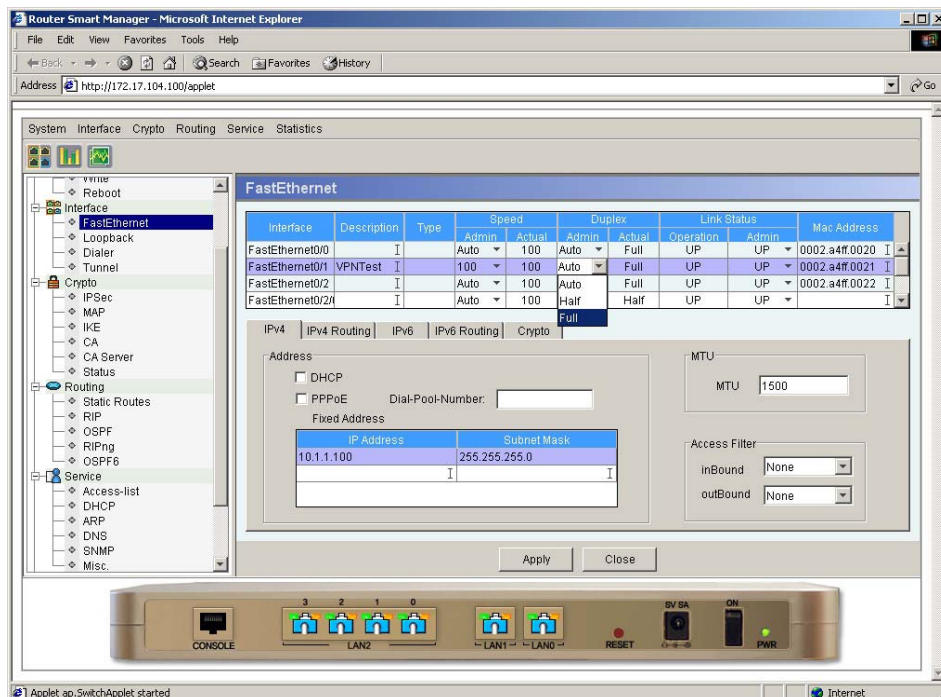 Router Smart Manager - Microsoft Internet Explorer
File Edit View Favorites Tools Help
Back Search Favorites History
Address http://172.17.104.100/applet Go
System Interface Crypto Routing Service Statistics
Write
Reboot
Interface
FastEthernet
Loopback
Dialer
Tunnel
Crypto
IPSec
MAP
IKE
CA
CA Server
Status
Routing
Static Routes
RIP
OSPF
RIPng
OSPF6
Service
Access-list
DHCP
ARP
DNS
SNMP
Misc.
FastEthernet
Interface Description Type Speed Duplex Link Status Mac Address
Admin Actual Admin Actual Operation Admin
FastEthernet0/0 Auto 100 Auto Full UP UP 0002.a4ff.0020
FastEthernet0/1 VPNTest 100 100 Auto Full UP UP 0002.a4ff.0021
FastEthernet0/2 Auto 100 Auto Full UP UP 0002.a4ff.0022
FastEthernet0/2/ Auto 100 Half Half UP UP
Full
IPv4 IPv4 Routing IPv6 IPv6 Routing Crypto
Address
DHCP
PPPoE Dial-Pool-Number:
Fixed Address
IP Address Subnet Mask
10.1.1.100 255.255.255.0
MTU
MTU 1500
Access Filter
inBound None
outBound None
Apply Close
3 2 1 0
CONSOLE LAN2 LAN1 LAN0 RESET 5V 5A ON PWR
Applet ap.SwitchApplet started Internet